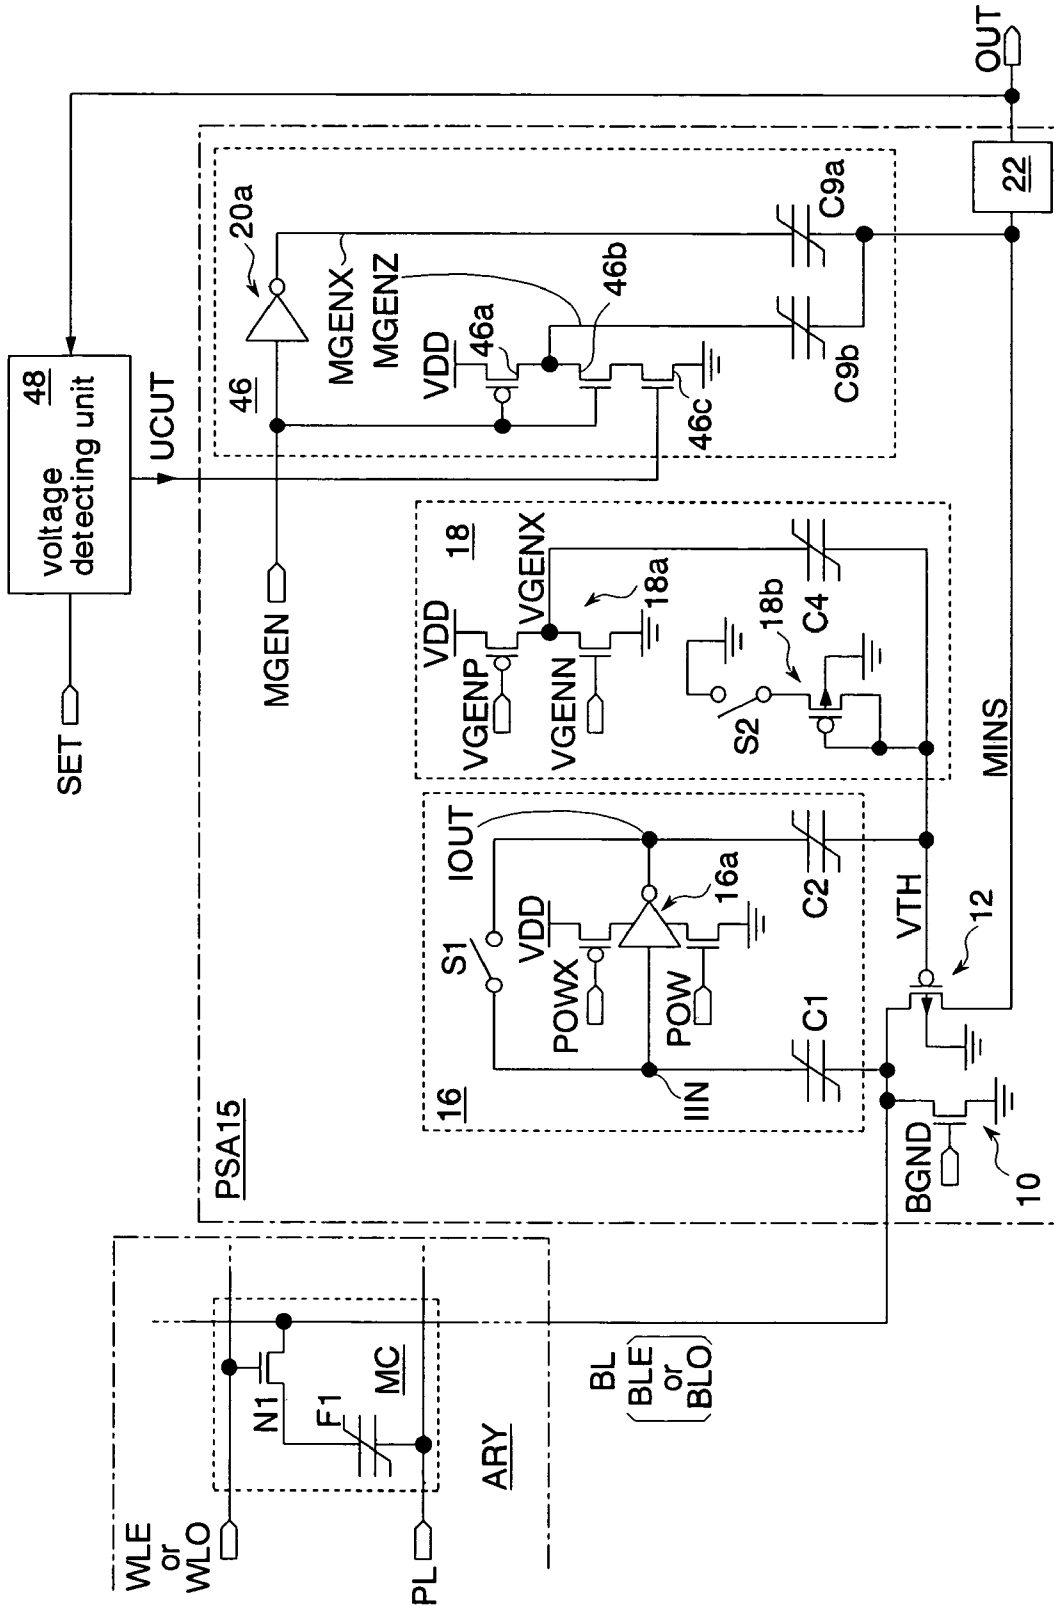 SET
48
voltage
detecting unit
UCUT
OUT
PSA15
MGEN
46
20a
MGENX
MGENZ
VDD
46a
46b
46c
C9b
C9a
22
18
VDD
VGENP
VGENX
VGENN
18a
S2
18b
C4
MINS
16
S1
IOUT
VDD
POWX
16a
POW
IIN
C1
C2
VTH
12
BGND
10
WLE
or
WLO
N1
F1
MC
PL
ARY
BL
BLE
or
BLO